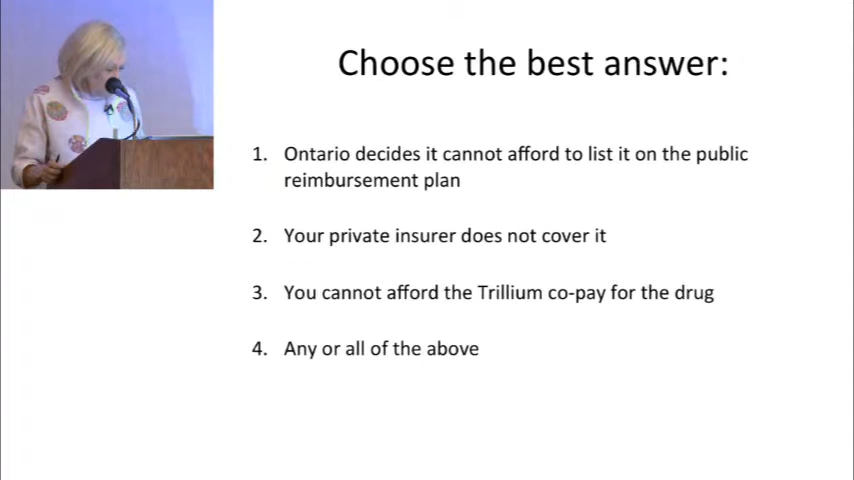 Choose the best answer:
1. Ontario decides it cannot afford to list it on the public
reimbursement plan
2. Your private insurer does not cover it
3. You cannot afford the Trillium co-pay for the drug
4. Any or all of the above